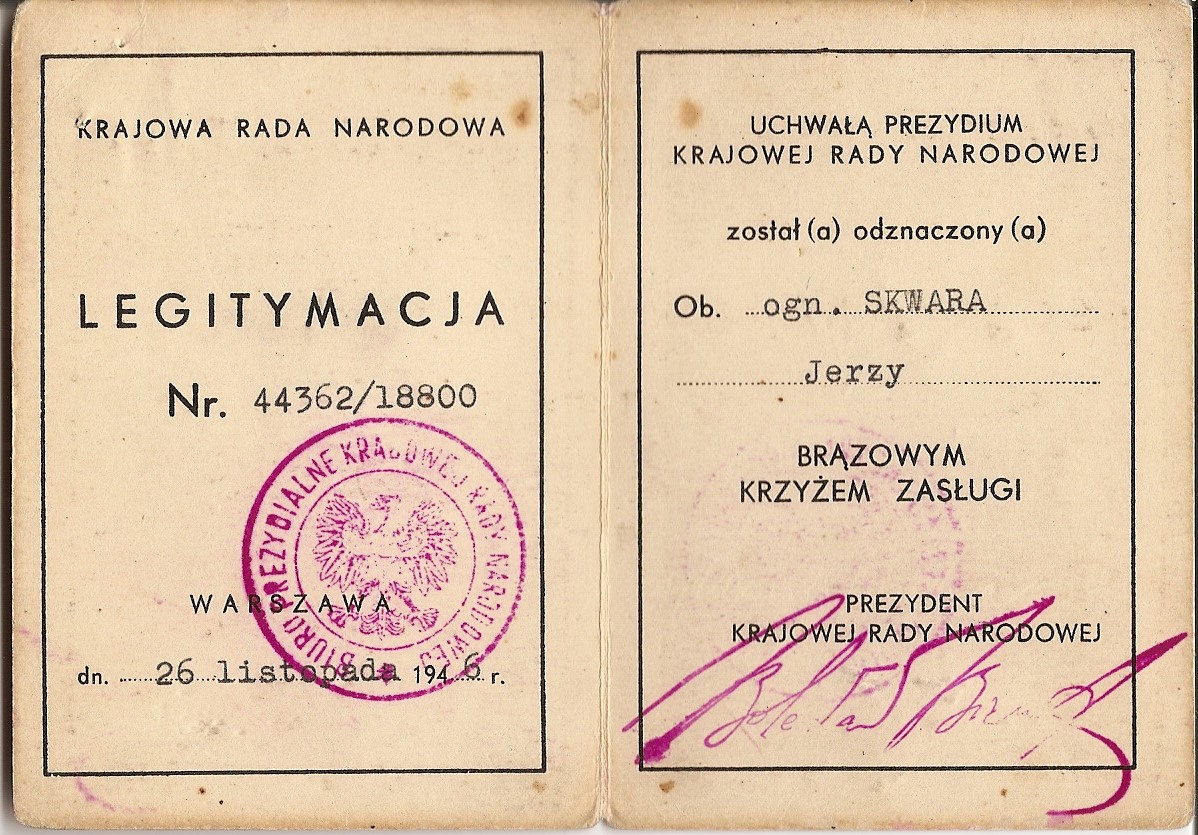 KRAJOWA RADA NARODOWA
LEGITYMACJA
Nr. 44362/18800
BIURO PREZYDIALNE KRAJOWEJ RADY NARODOWEJ
WARSZAWA
dn. 26 listopada 1946 r.
UCHWAŁĄ PREZYDIUM
KRAJOWEJ RADY NARODOWEJ
został (a) odznaczony (a)
Ob. ogn. SKWARA
Jerzy
BRĄZOWYM
KRZYŻEM ZASŁUGI
PREZYDENT
KRAJOWEJ RADY NARODOWEJ